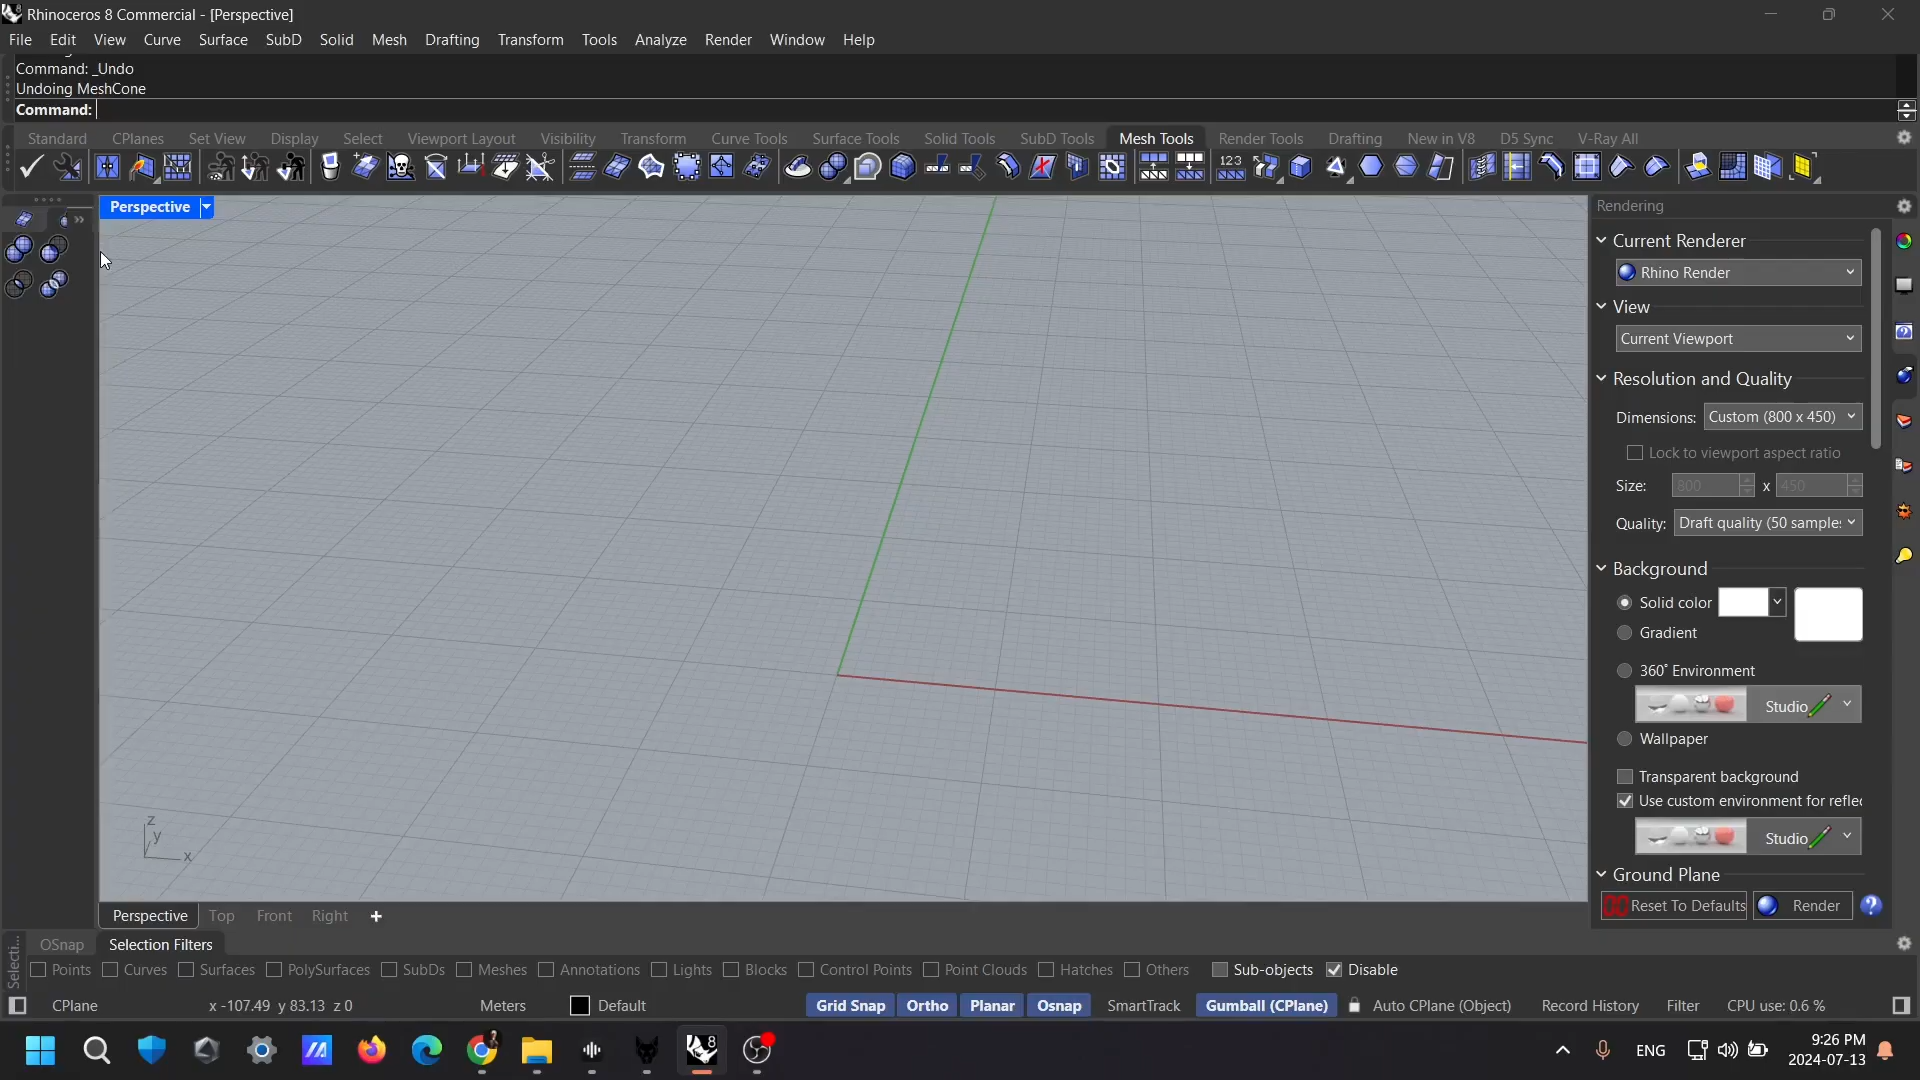 Rhinoceros 8 Commercial - [Perspective]
File Edit View Curve Surface SubD Solid Mesh Drafting Transform Tools Analyze Render Window Help
Command: _Undo
Undoing MeshCone
Command:
Standard CPlanes Set View Display Select Viewport Layout Visibility Transform Curve Tools Surface Tools Solid Tools SubD Tools Mesh Tools Render Tools Drafting New in V8 D5 Sync V-Ray All
123
Perspective
Rendering
Current Renderer
Rhino Render
View
Current Viewport
Resolution and Quality
Dimensions: Custom (800 x 450)
Lock to viewport aspect ratio
Size: 800 x 450
Quality: Draft quality (50 samples
Background
Solid color
Gradient
360° Environment
Studio
Wallpaper
Transparent background
Use custom environment for reflec
Studio
Ground Plane
Reset To Defaults Render ?
z
y
x
Perspective Top Front Right +
OSnap Selection Filters
Selecti...
Points Curves Surfaces PolySurfaces SubDs Meshes Annotations Lights Blocks Control Points Point Clouds Hatches Others Sub-objects Disable
CPlane x -107.49 y 83.13 z 0 Meters Default Grid Snap Ortho Planar Osnap SmartTrack Gumball (CPlane) Auto CPlane (Object) Record History Filter CPU use: 0.6 %
8
ENG
9:26 PM
2024-07-13